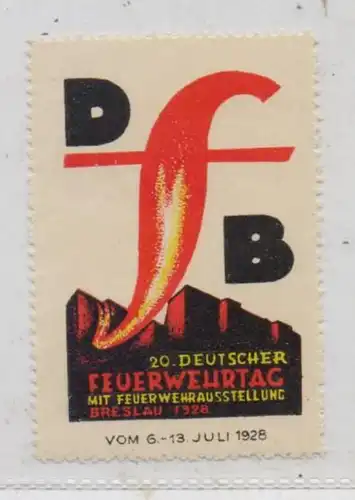 D
f
B
20. DEUTSCHER
FEUERWEHRTAG
MIT FEUERWEHRAUSSTELLUNG
BRESLAU 1928
VOM 6.-13. JULI 1928